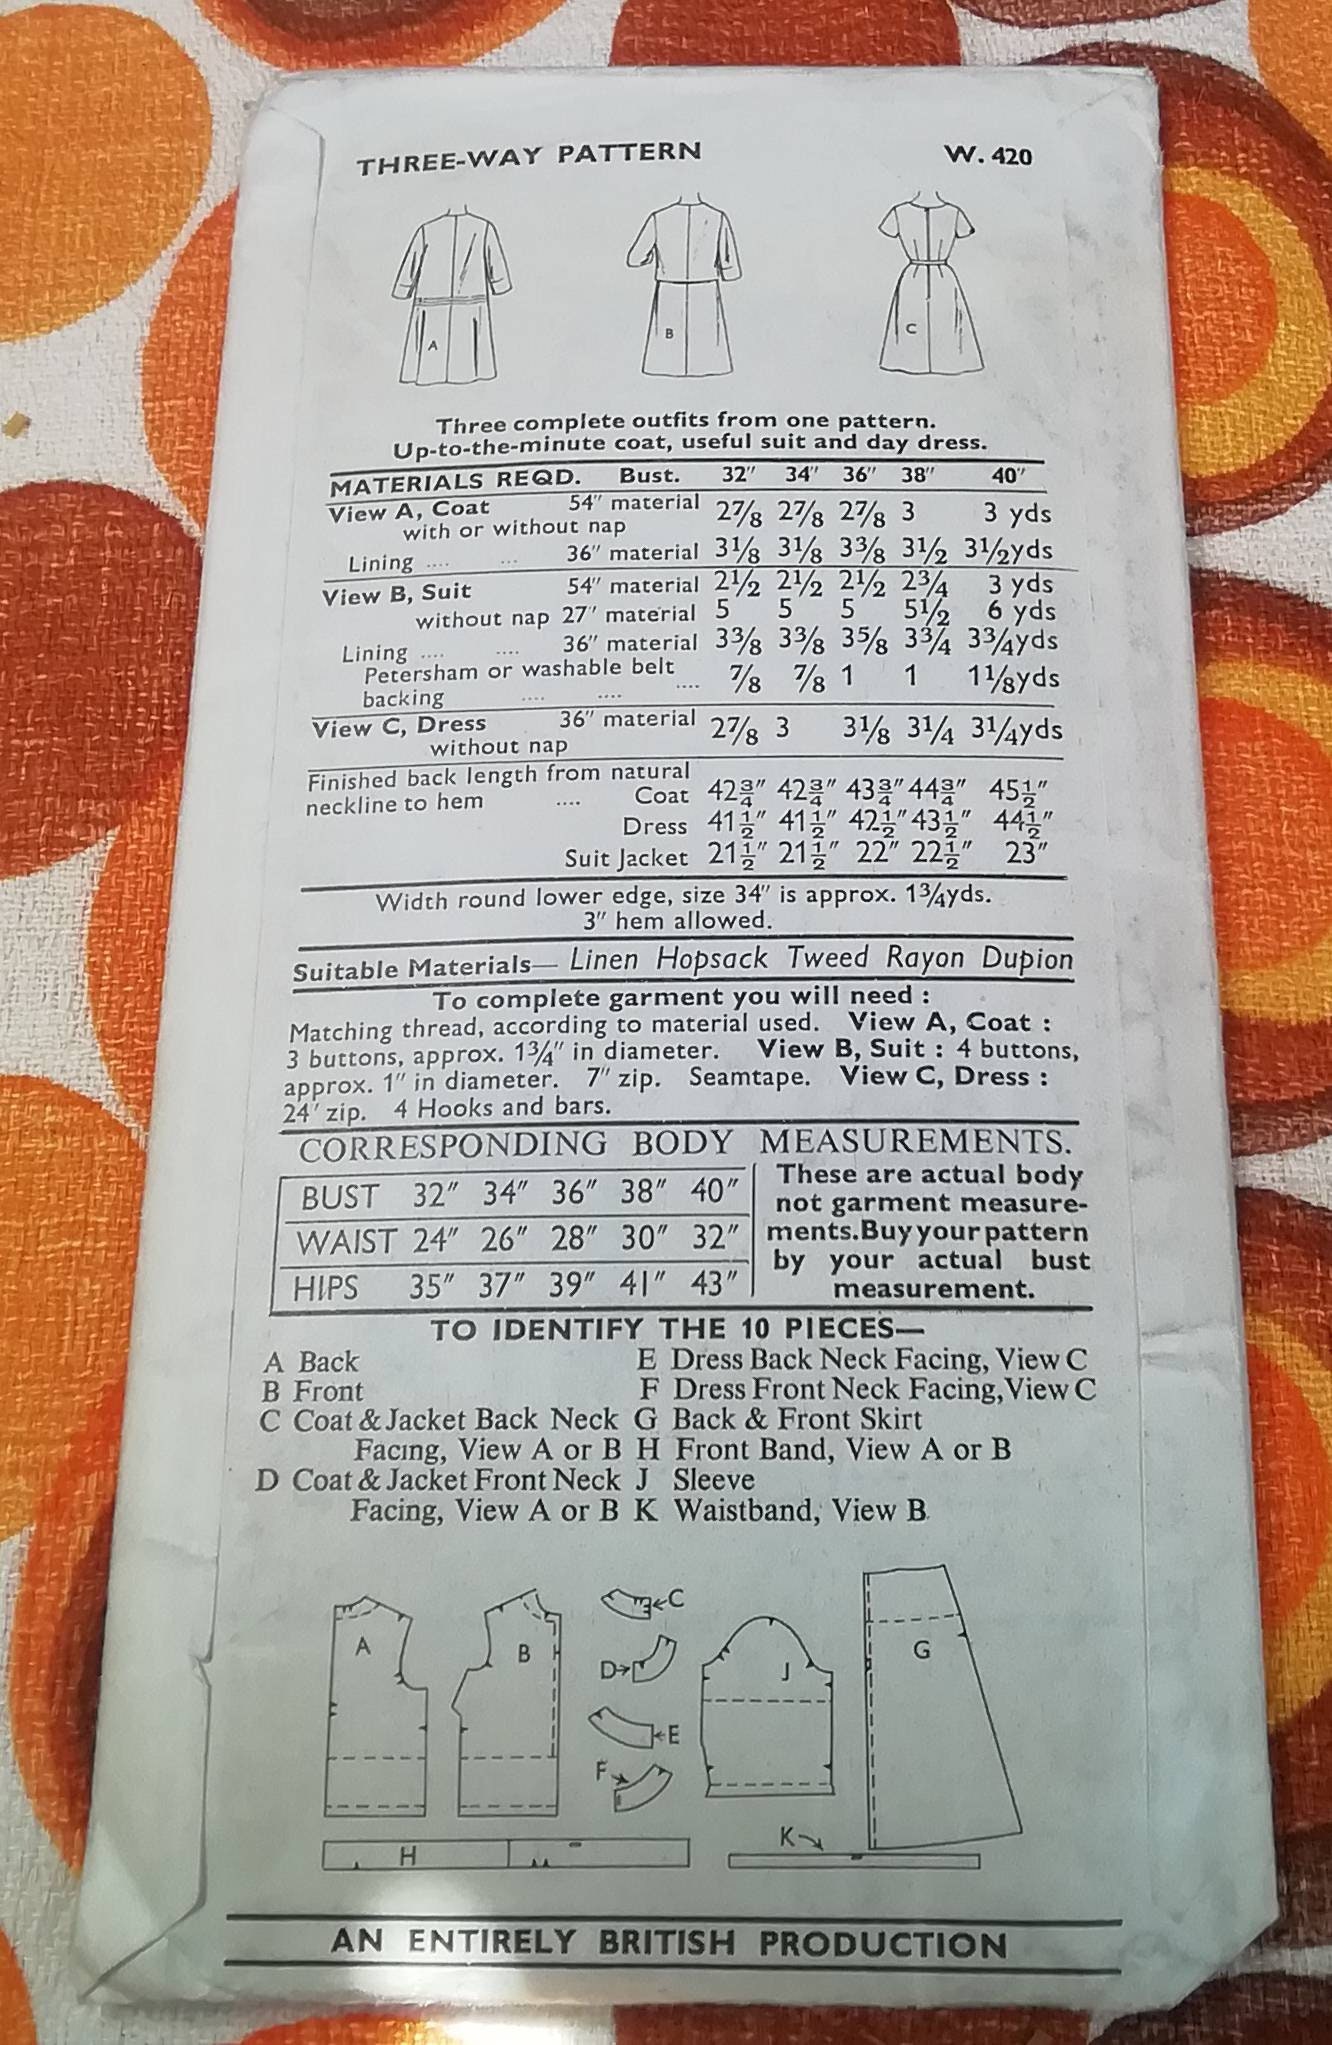 THREE-WAY PATTERN W. 420
A B C
Three complete outfits from one pattern.
Up-to-the-minute coat, useful suit and day dress.
MATERIALS REQD. Bust. 32″ 34″ 36″ 38″ 40″
View A, Coat 54″ material 2⅞ 2⅞ 2⅞ 3 3 yds
with or without nap
Lining .... ... 36″ material 3⅛ 3⅛ 3⅜ 3½ 3½yds
View B, Suit 54″ material 2½ 2½ 2½ 2¾ 3 yds
without nap 27″ material 5 5 5 5½ 6 yds
Lining .... .... 36″ material 3⅜ 3⅜ 3⅝ 3¾ 3¾yds
Petersham or washable belt
backing .... .... .... ⅞ ⅞ 1 1 1⅛yds
View C, Dress 36″ material 2⅞ 3 3⅛ 3¼ 3¼yds
without nap
Finished back length from natural
neckline to hem .... Coat 42¾″ 42¾″ 43¾″ 44¾″ 45½″
Dress 41½″ 41½″ 42½″ 43½″ 44½″
Suit Jacket 21½″ 21½″ 22″ 22½″ 23″
Width round lower edge, size 34″ is approx. 1¾yds.
3″ hem allowed.
Suitable Materials— Linen Hopsack Tweed Rayon Dupion
To complete garment you will need :
Matching thread, according to material used. View A, Coat :
3 buttons, approx. 1¾″ in diameter. View B, Suit : 4 buttons,
approx. 1″ in diameter. 7″ zip. Seamtape. View C, Dress :
24″ zip. 4 Hooks and bars.
CORRESPONDING BODY MEASUREMENTS.
BUST 32″ 34″ 36″ 38″ 40″
WAIST 24″ 26″ 28″ 30″ 32″
HIPS 35″ 37″ 39″ 41″ 43″
These are actual body
not garment measure-
ments. Buy your pattern
by your actual bust
measurement.
TO IDENTIFY THE 10 PIECES—
A Back
B Front
C Coat & Jacket Back Neck
Facing, View A or B
D Coat & Jacket Front Neck
Facing, View A or B
E Dress Back Neck Facing, View C
F Dress Front Neck Facing, View C
G Back & Front Skirt
H Front Band, View A or B
J Sleeve
K Waistband, View B
A B C D E F J G
H K
AN ENTIRELY BRITISH PRODUCTION